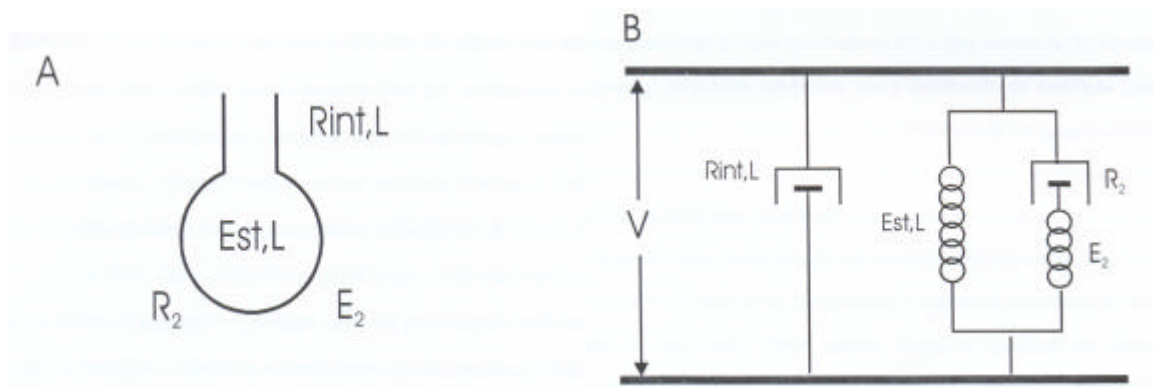 A
Rint,L
Est,L
R₂
E₂
B
V
Rint,L
Est,L
R₂
E₂